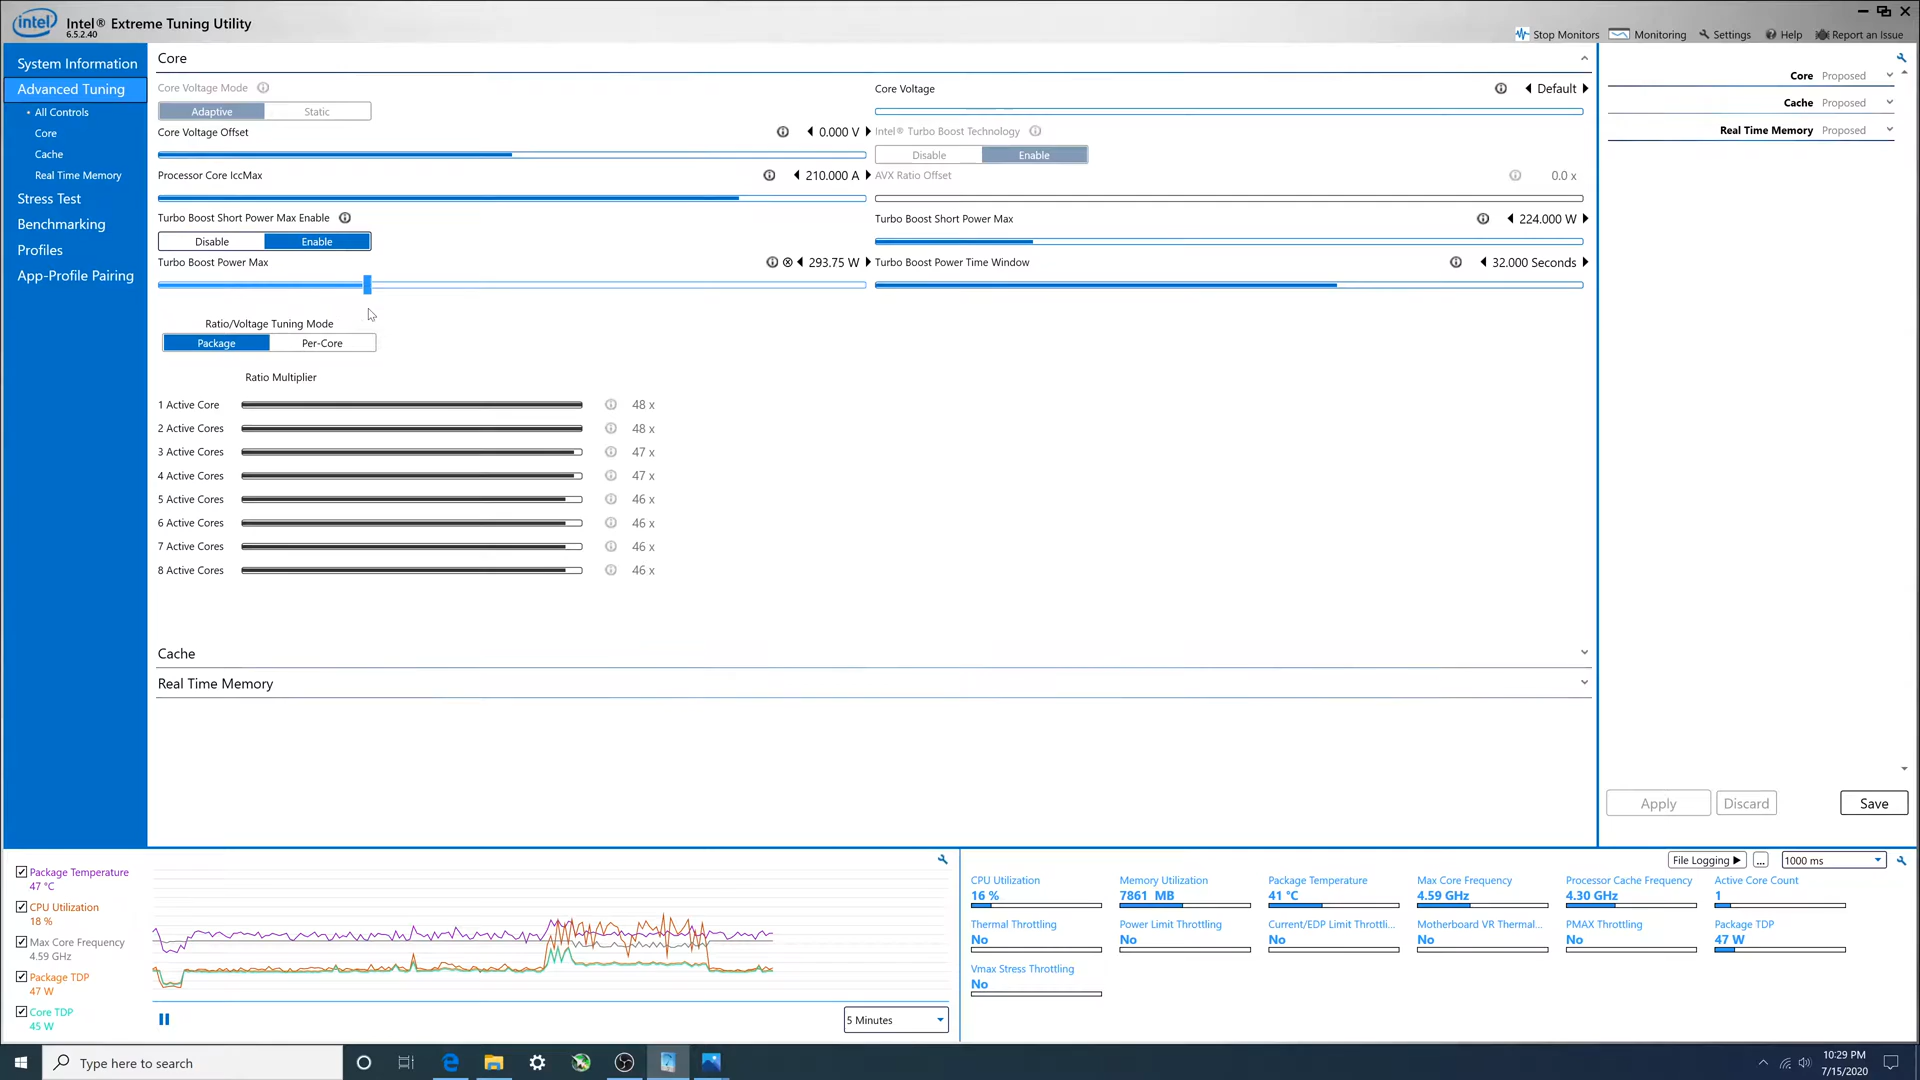 intel
Intel® Extreme Tuning Utility
6.5.2.40
Stop Monitors
Monitoring
Settings
Help
Report an Issue
System Information
Advanced Tuning
• All Controls
Core
Cache
Real Time Memory
Stress Test
Benchmarking
Profiles
App-Profile Pairing
Core
Core Voltage Mode
Adaptive
Static
Core Voltage
Default
Core Voltage Offset
0.000 V
Intel® Turbo Boost Technology
Disable
Enable
Processor Core IccMax
210.000 A
AVX Ratio Offset
0.0 x
Turbo Boost Short Power Max Enable
Disable
Enable
Turbo Boost Short Power Max
224.000 W
Turbo Boost Power Max
293.75 W
Turbo Boost Power Time Window
32.000 Seconds
Ratio/Voltage Tuning Mode
Package
Per-Core
Ratio Multiplier
1 Active Core 48 x
2 Active Cores 48 x
3 Active Cores 47 x
4 Active Cores 47 x
5 Active Cores 46 x
6 Active Cores 46 x
7 Active Cores 46 x
8 Active Cores 46 x
Cache
Real Time Memory
Core Proposed
Cache Proposed
Real Time Memory Proposed
Apply
Discard
Save
Package Temperature
47 °C
CPU Utilization
18 %
Max Core Frequency
4.59 GHz
Package TDP
47 W
Core TDP
45 W
5 Minutes
File Logging
...
1000 ms
CPU Utilization
16 %
Memory Utilization
7861 MB
Package Temperature
41 °C
Max Core Frequency
4.59 GHz
Processor Cache Frequency
4.30 GHz
Active Core Count
1
Thermal Throttling
No
Power Limit Throttling
No
Current/EDP Limit Throttli...
No
Motherboard VR Thermal...
No
PMAX Throttling
No
Package TDP
47 W
Vmax Stress Throttling
No
Type here to search
10:29 PM
7/15/2020